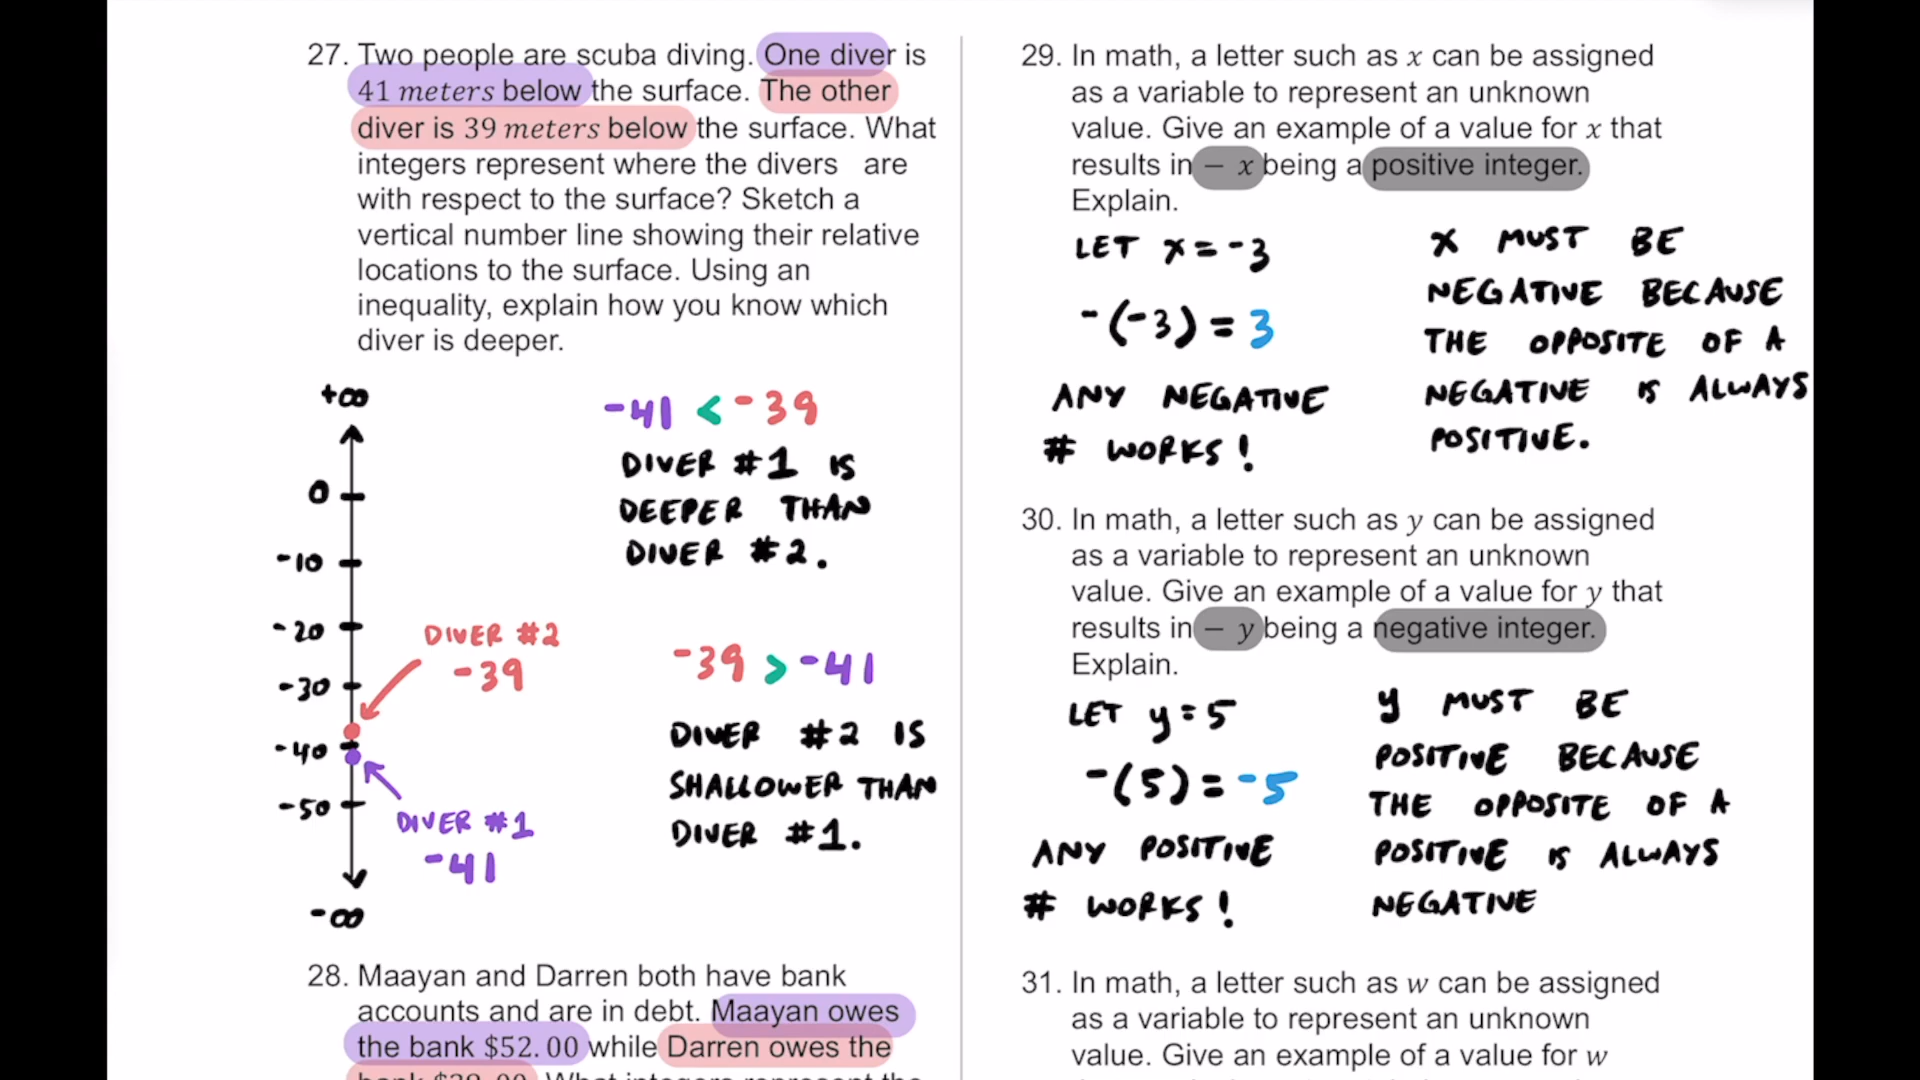 27. Two people are scuba diving. One diver is
41 meters below the surface. The other
diver is 39 meters below the surface. What
integers represent where the divers are
with respect to the surface? Sketch a
vertical number line showing their relative
locations to the surface. Using an
inequality, explain how you know which
diver is deeper.
+∞
0
-10
-20
-30
-40
-50
-∞
DIVER #2
-39
DIVER #1
-41
-41 < -39
DIVER #1 IS
DEEPER THAN
DIVER #2.
-39 > -41
DIVER #2 IS
SHALLOWER THAN
DIVER #1.
28. Maayan and Darren both have bank
accounts and are in debt. Maayan owes
the bank $52.00 while Darren owes the
29. In math, a letter such as x can be assigned
as a variable to represent an unknown
value. Give an example of a value for x that
results in − x being a positive integer.
Explain.
LET x = -3
-(-3) = 3
ANY NEGATIVE
# WORKS!
x MUST BE
NEGATIVE BECAUSE
THE OPPOSITE OF A
NEGATIVE IS ALWAYS
POSITIVE.
30. In math, a letter such as y can be assigned
as a variable to represent an unknown
value. Give an example of a value for y that
results in − y being a negative integer.
Explain.
LET y = 5
-(5) = -5
ANY POSITIVE
# WORKS!
y MUST BE
POSITIVE BECAUSE
THE OPPOSITE OF A
POSITIVE IS ALWAYS
NEGATIVE
31. In math, a letter such as w can be assigned
as a variable to represent an unknown
value. Give an example of a value for w